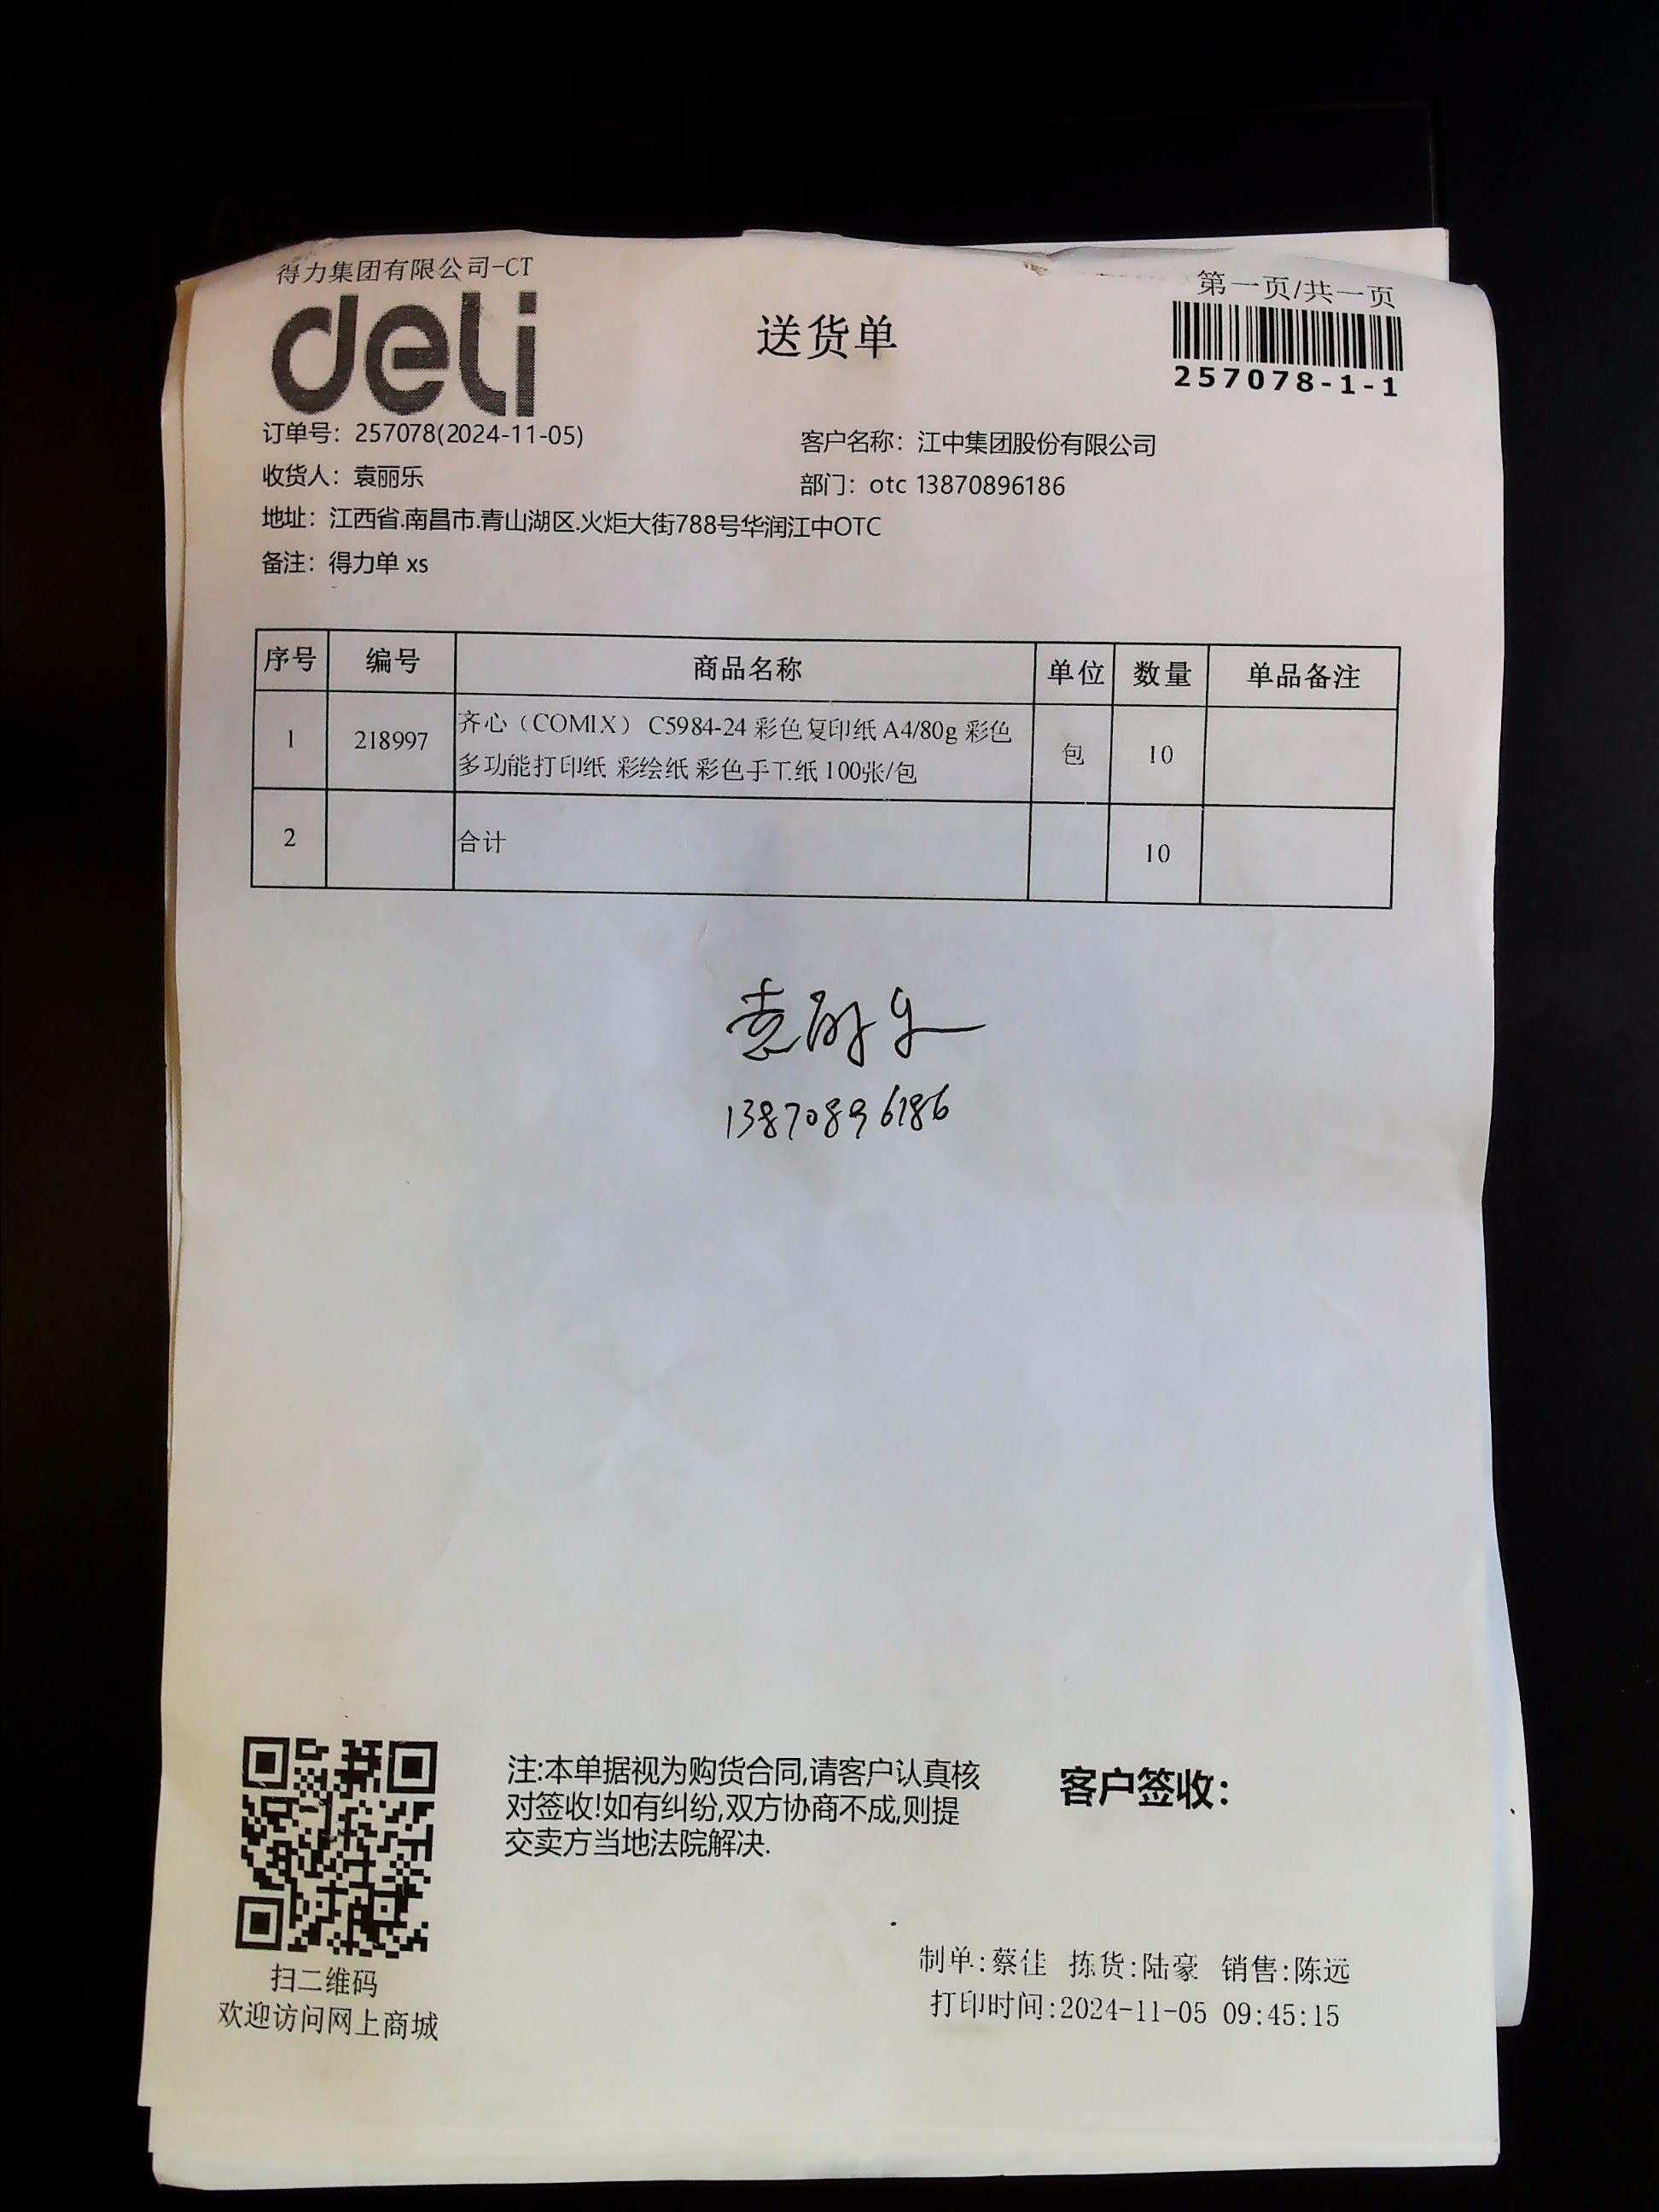 得力集团有限公司-CT
第一页/共一页
deli
送货单
257078-1-1
订单号：257078(2024-11-05)
客户名称：江中集团股份有限公司
收货人：袁丽乐
部门：otc 13870896186
地址：江西省.南昌市.青山湖区.火炬大街788号华润江中OTC
备注：得力单 xs
序号 编号 商品名称 单位 数量 单品备注
1 218997 齐心（COMIX） C5984-24 彩色复印纸 A4/80g 彩色 包 10
多功能打印纸 彩绘纸 彩色手工纸 100张/包
2 合计 10
袁丽乐
13870896186
注:本单据视为购货合同,请客户认真核
对签收!如有纠纷,双方协商不成,则提
交卖方当地法院解决.
客户签收：
扫二维码
欢迎访问网上商城
制单:蔡佳 拣货:陆豪 销售:陈远
打印时间:2024-11-05 09:45:15